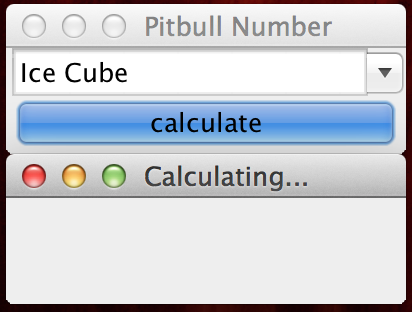 Pitbull Number
Ice Cube
calculate
Calculating...